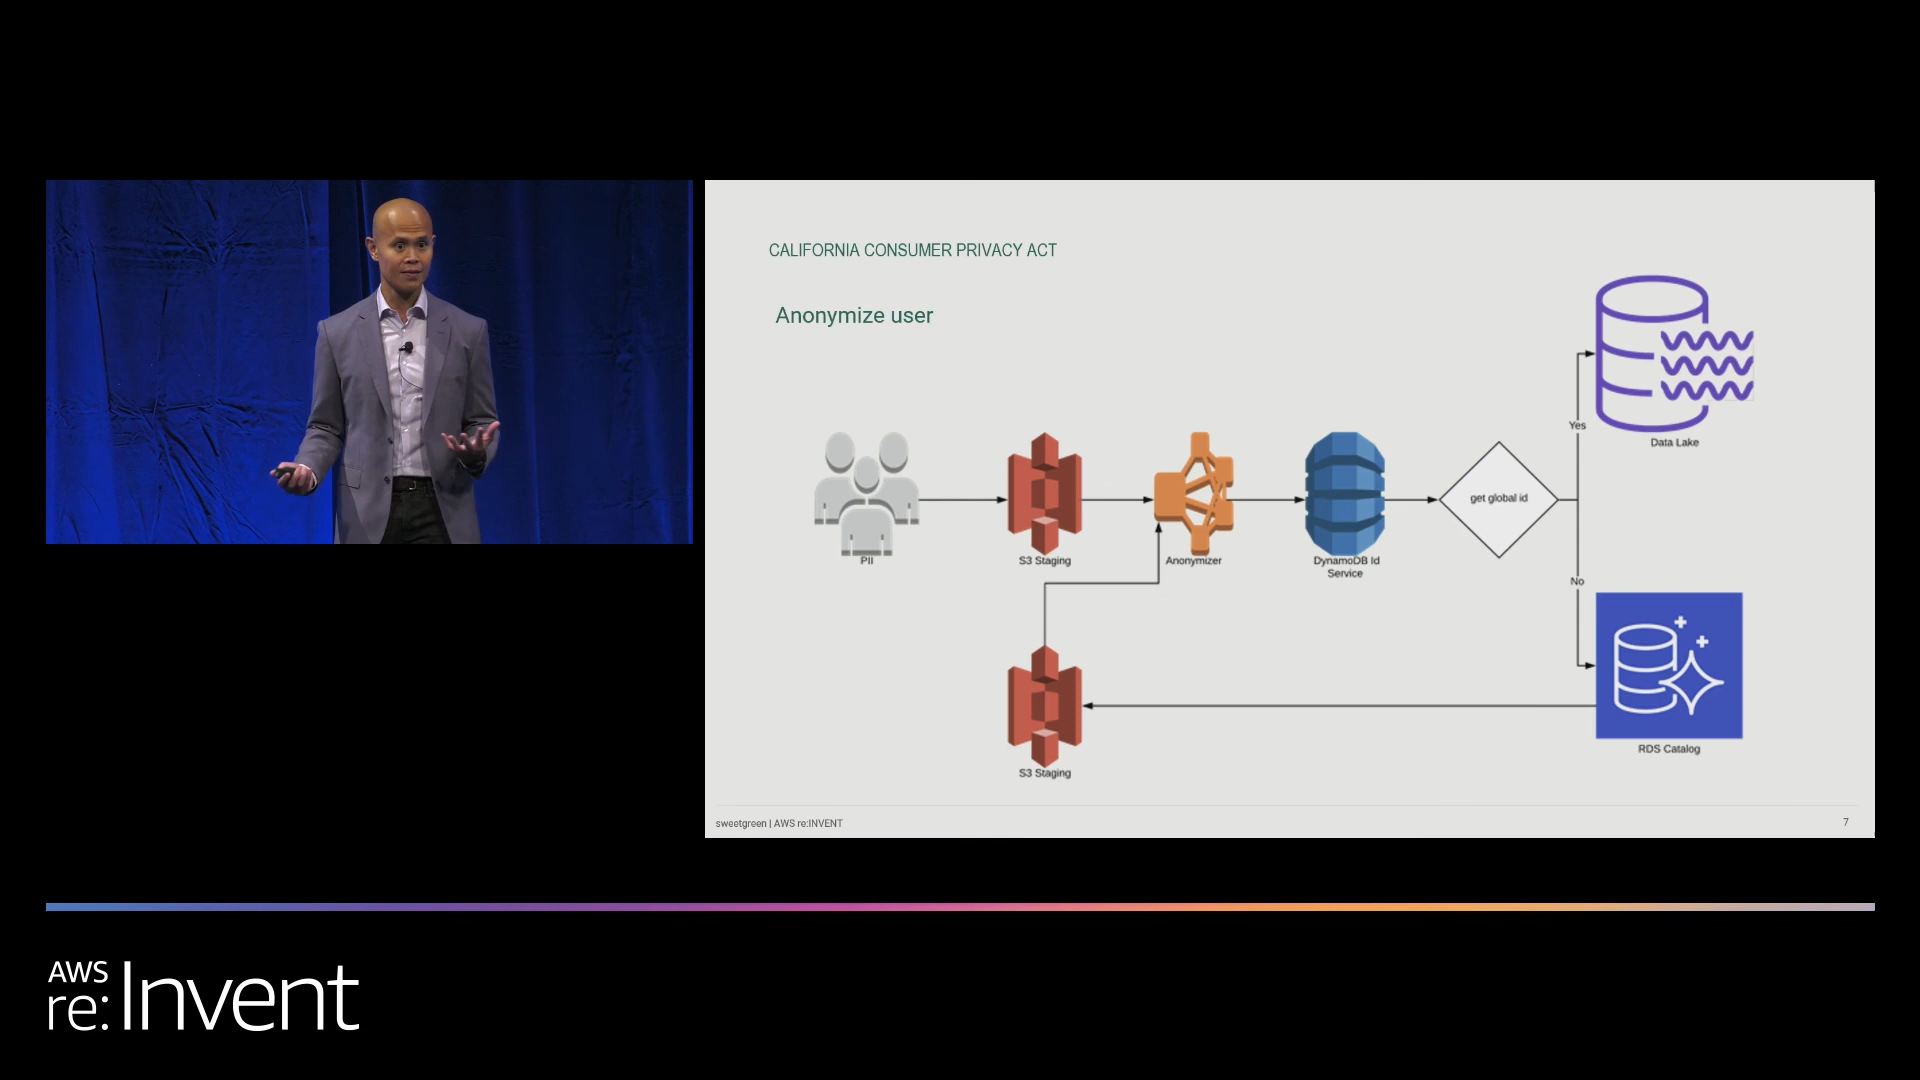 CALIFORNIA CONSUMER PRIVACY ACT
Anonymize user
Yes
Data Lake
get global id
PII
S3 Staging
Anonymizer
DynamoDB Id
Service
No
RDS Catalog
S3 Staging
sweetgreen | AWS re:INVENT
7
AWS
re:Invent